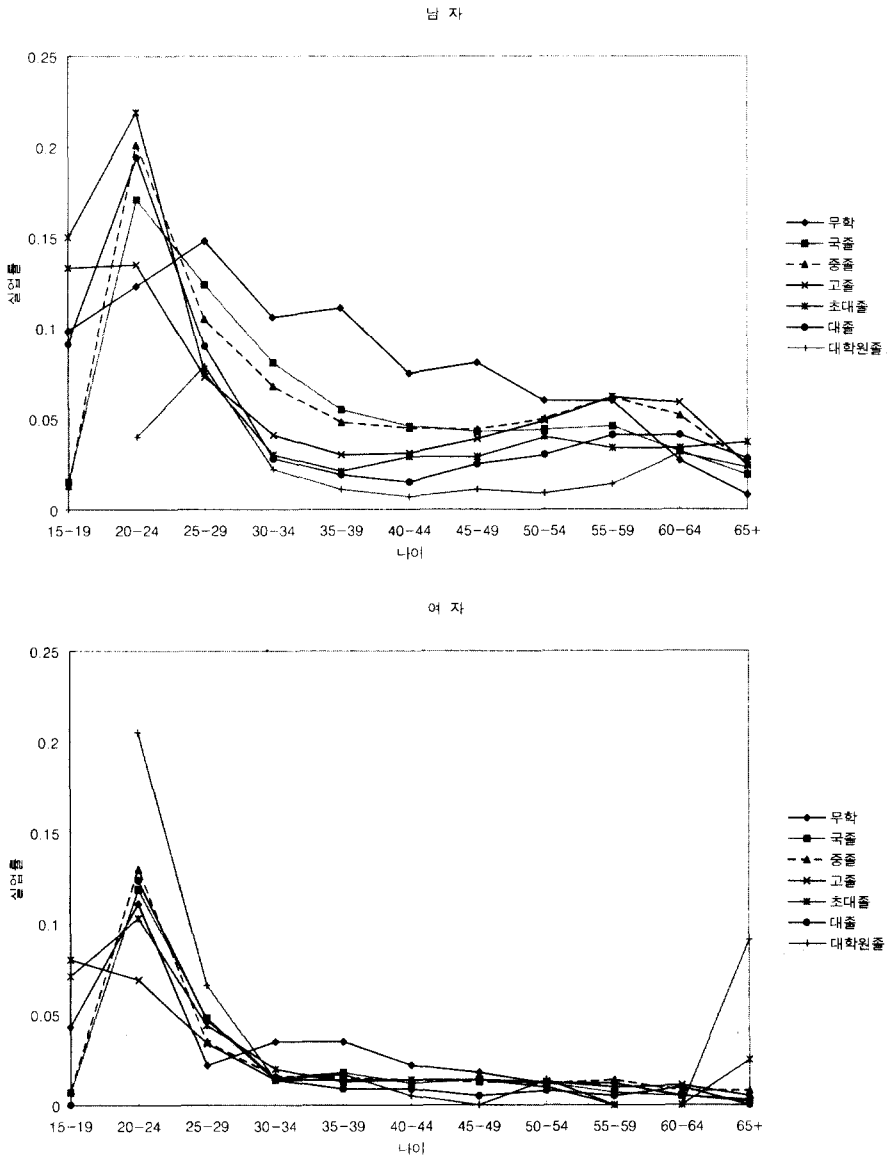 남 자
0.25
0.2
0.15
0.1
0.05
0
실업률
15-19 20-24 25-29 30-34 35-39 40-44 45-49 50-54 55-59 60-64 65+
나이
무학
국졸
중졸
고졸
초대졸
대졸
대학원졸
여 자
0.25
0.2
0.15
0.1
0.05
0
실업률
15-19 20-24 25-29 30-34 35-39 40-44 45-49 50-54 55-59 60-64 65+
나이
무학
국졸
중졸
고졸
초대졸
대졸
대학원졸